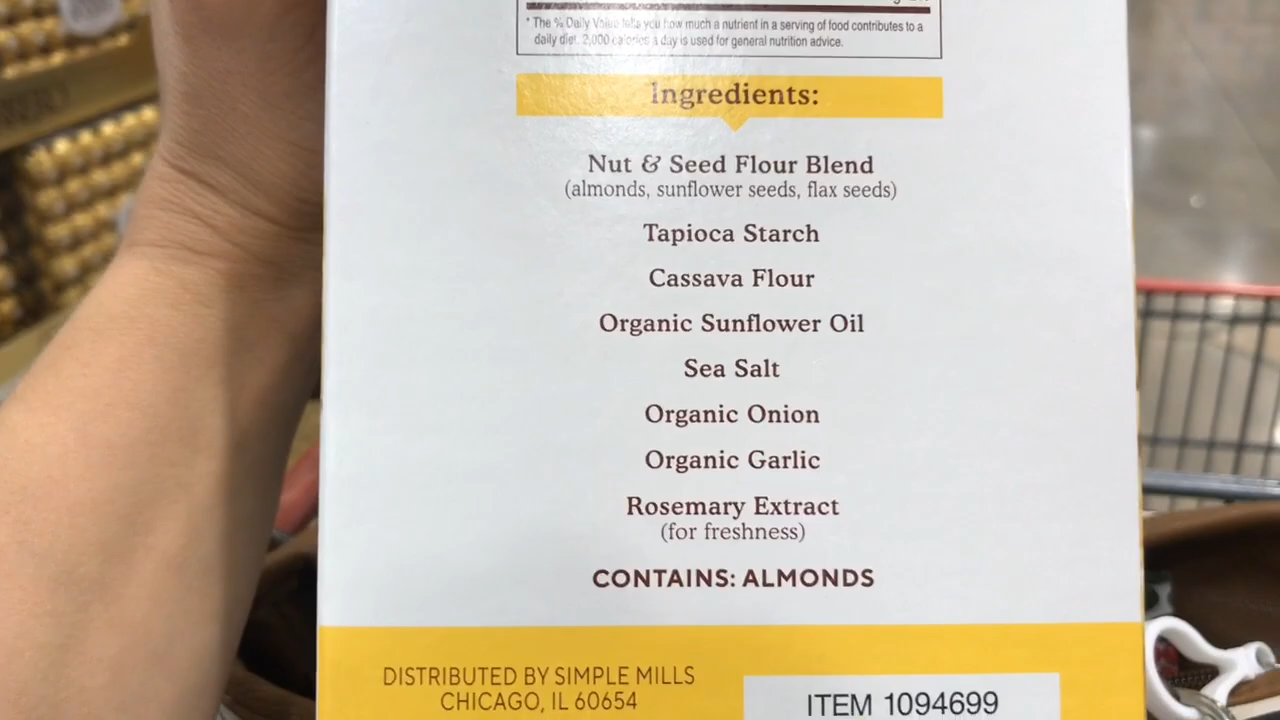 * The % Daily Value tells you how much a nutrient in a serving of food contributes to a
daily diet. 2,000 calories a day is used for general nutrition advice.
Ingredients:
Nut & Seed Flour Blend
(almonds, sunflower seeds, flax seeds)
Tapioca Starch
Cassava Flour
Organic Sunflower Oil
Sea Salt
Organic Onion
Organic Garlic
Rosemary Extract
(for freshness)
CONTAINS: ALMONDS
DISTRIBUTED BY SIMPLE MILLS
CHICAGO, IL 60654
ITEM 1094699